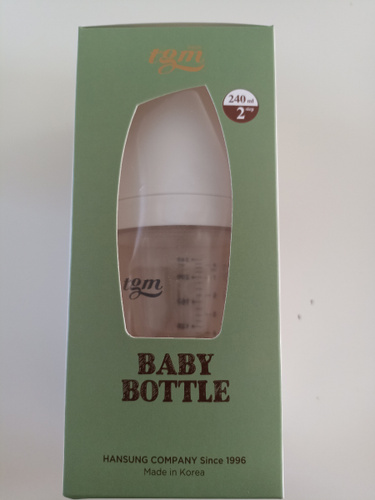 tgm
240 ml
2
tgm
BABY
BOTTLE
HANSUNG COMPANY Since 1996
Made in Korea